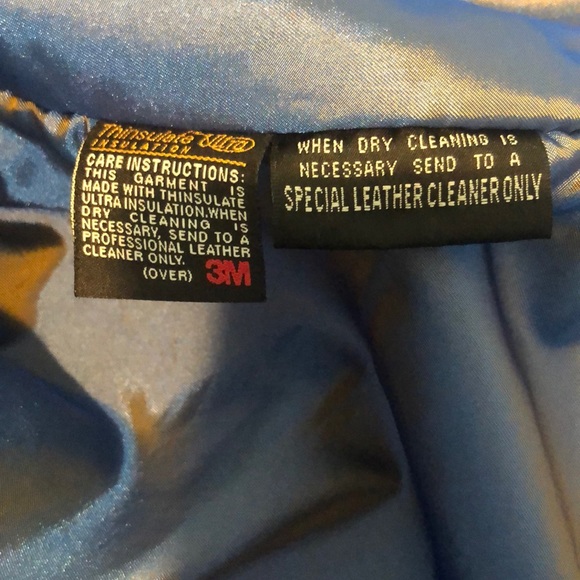 Thinsulate Ultra
INSULATION
CARE INSTRUCTIONS:
THIS GARMENT IS
MADE WITH THINSULATE
ULTRA INSULATION. WHEN
DRY CLEANING IS
NECESSARY, SEND TO A
PROFESSIONAL LEATHER
CLEANER ONLY.
(OVER) 3M
WHEN DRY CLEANING IS
NECESSARY SEND TO A
SPECIAL LEATHER CLEANER ONLY